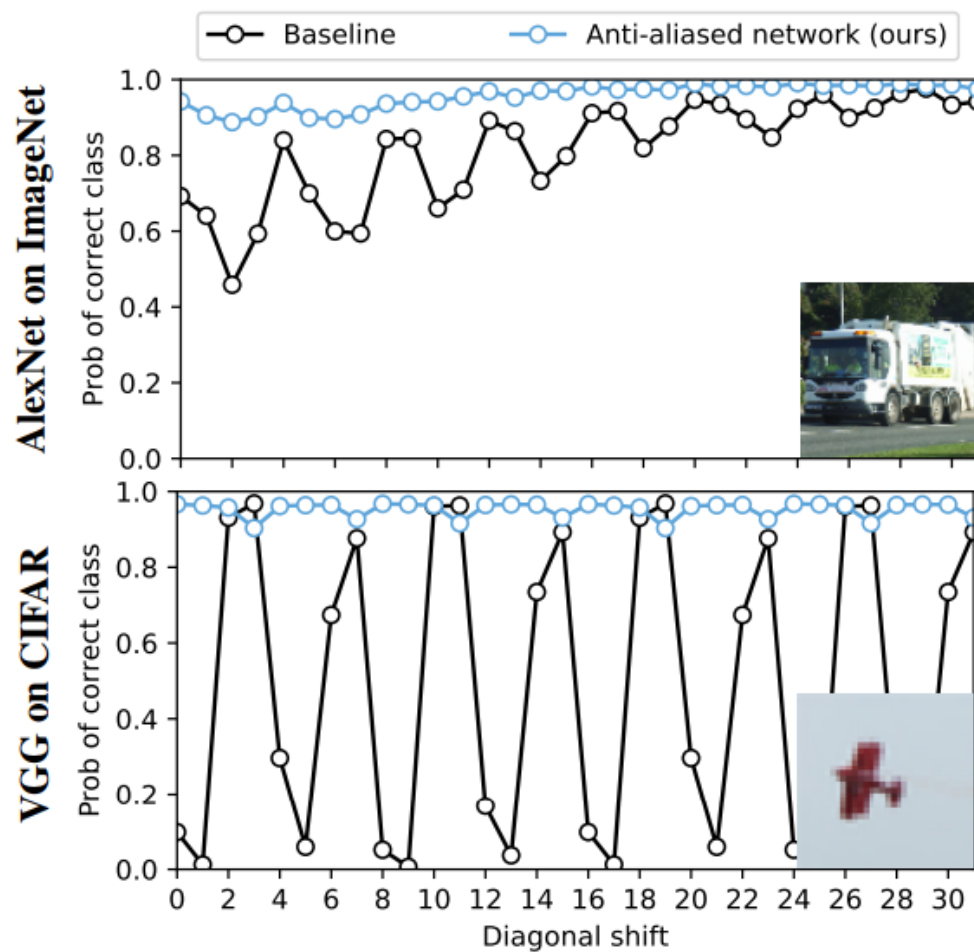 Baseline
Anti-aliased network (ours)
AlexNet on ImageNet
Prob of correct class
1.0
0.8
0.6
0.4
0.2
0.0
VGG on CIFAR
Prob of correct class
1.0
0.8
0.6
0.4
0.2
0.0
0 2 4 6 8 10 12 14 16 18 20 22 24 26 28 30
Diagonal shift